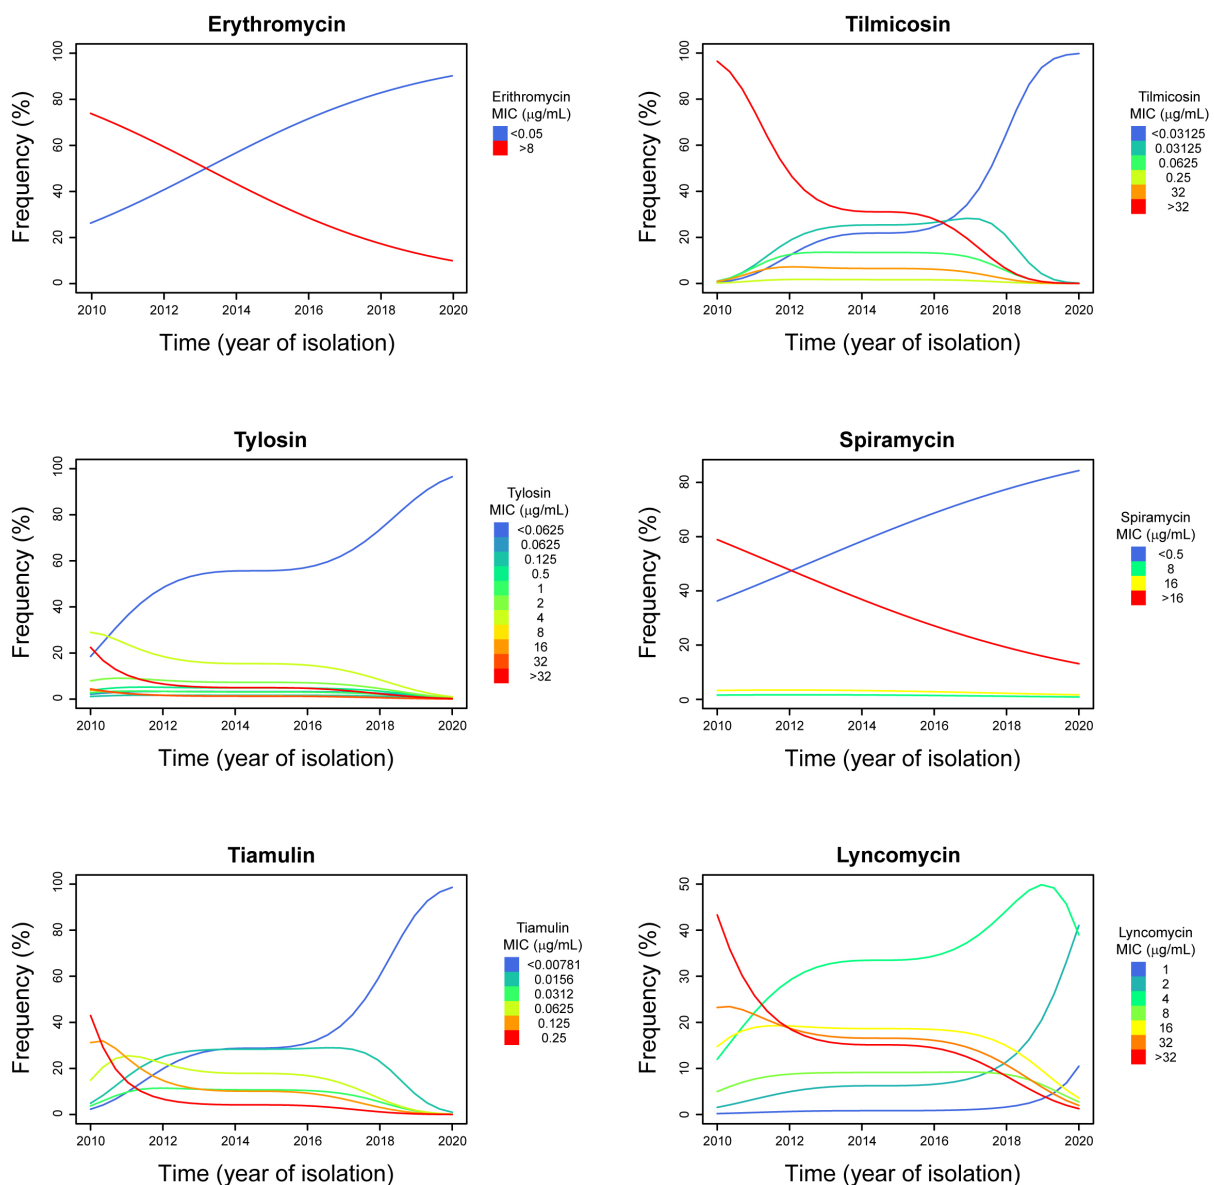 Erythromycin
Frequency (%)
100
80
60
40
20
0
2010 2012 2014 2016 2018 2020
Time (year of isolation)
Erithromycin
MIC (μg/mL)
<0.05
>8
Tilmicosin
Frequency (%)
100
80
60
40
20
0
2010 2012 2014 2016 2018 2020
Time (year of isolation)
Tilmicosin
MIC (μg/mL)
<0.03125
0.03125
0.0625
0.25
32
>32
Tylosin
Frequency (%)
100
80
60
40
20
0
2010 2012 2014 2016 2018 2020
Time (year of isolation)
Tylosin
MIC (μg/mL)
<0.0625
0.0625
0.125
0.5
1
2
4
8
16
32
>32
Spiramycin
Frequency (%)
80
60
40
20
0
2010 2012 2014 2016 2018 2020
Time (year of isolation)
Spiramycin
MIC (μg/mL)
<0.5
8
16
>16
Tiamulin
Frequency (%)
100
80
60
40
20
0
2010 2012 2014 2016 2018 2020
Time (year of isolation)
Tiamulin
MIC (μg/mL)
<0.00781
0.0156
0.0312
0.0625
0.125
0.25
Lyncomycin
Frequency (%)
50
40
30
20
10
0
2010 2012 2014 2016 2018 2020
Time (year of isolation)
Lyncomycin
MIC (μg/mL)
1
2
4
8
16
32
>32